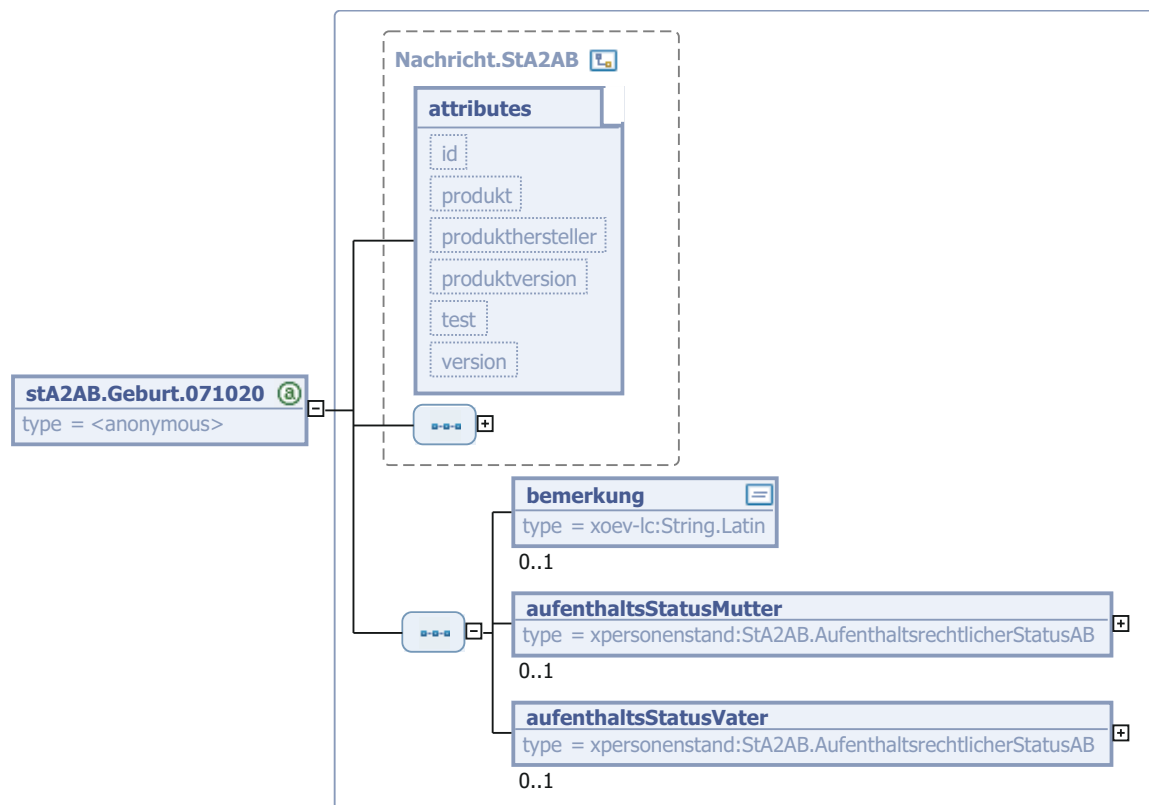 Nachricht.StA2AB
attributes
id
produkt
produkthersteller
produktversion
test
version
stA2AB.Geburt.071020 a
type = <anonymous>
bemerkung
type = xoev-lc:String.Latin
0..1
aufenthaltsStatusMutter
type = xpersonenstand:StA2AB.AufenthaltsrechtlicherStatusAB
0..1
aufenthaltsStatusVater
type = xpersonenstand:StA2AB.AufenthaltsrechtlicherStatusAB
0..1